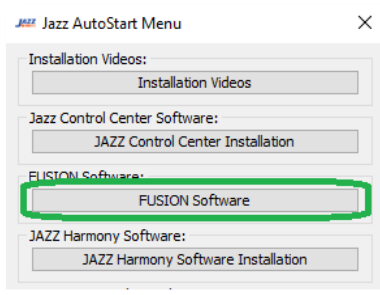 JAZZ Jazz AutoStart Menu
Installation Videos:
Installation Videos
Jazz Control Center Software:
JAZZ Control Center Installation
FUSION Software:
FUSION Software
JAZZ Harmony Software:
JAZZ Harmony Software Installation